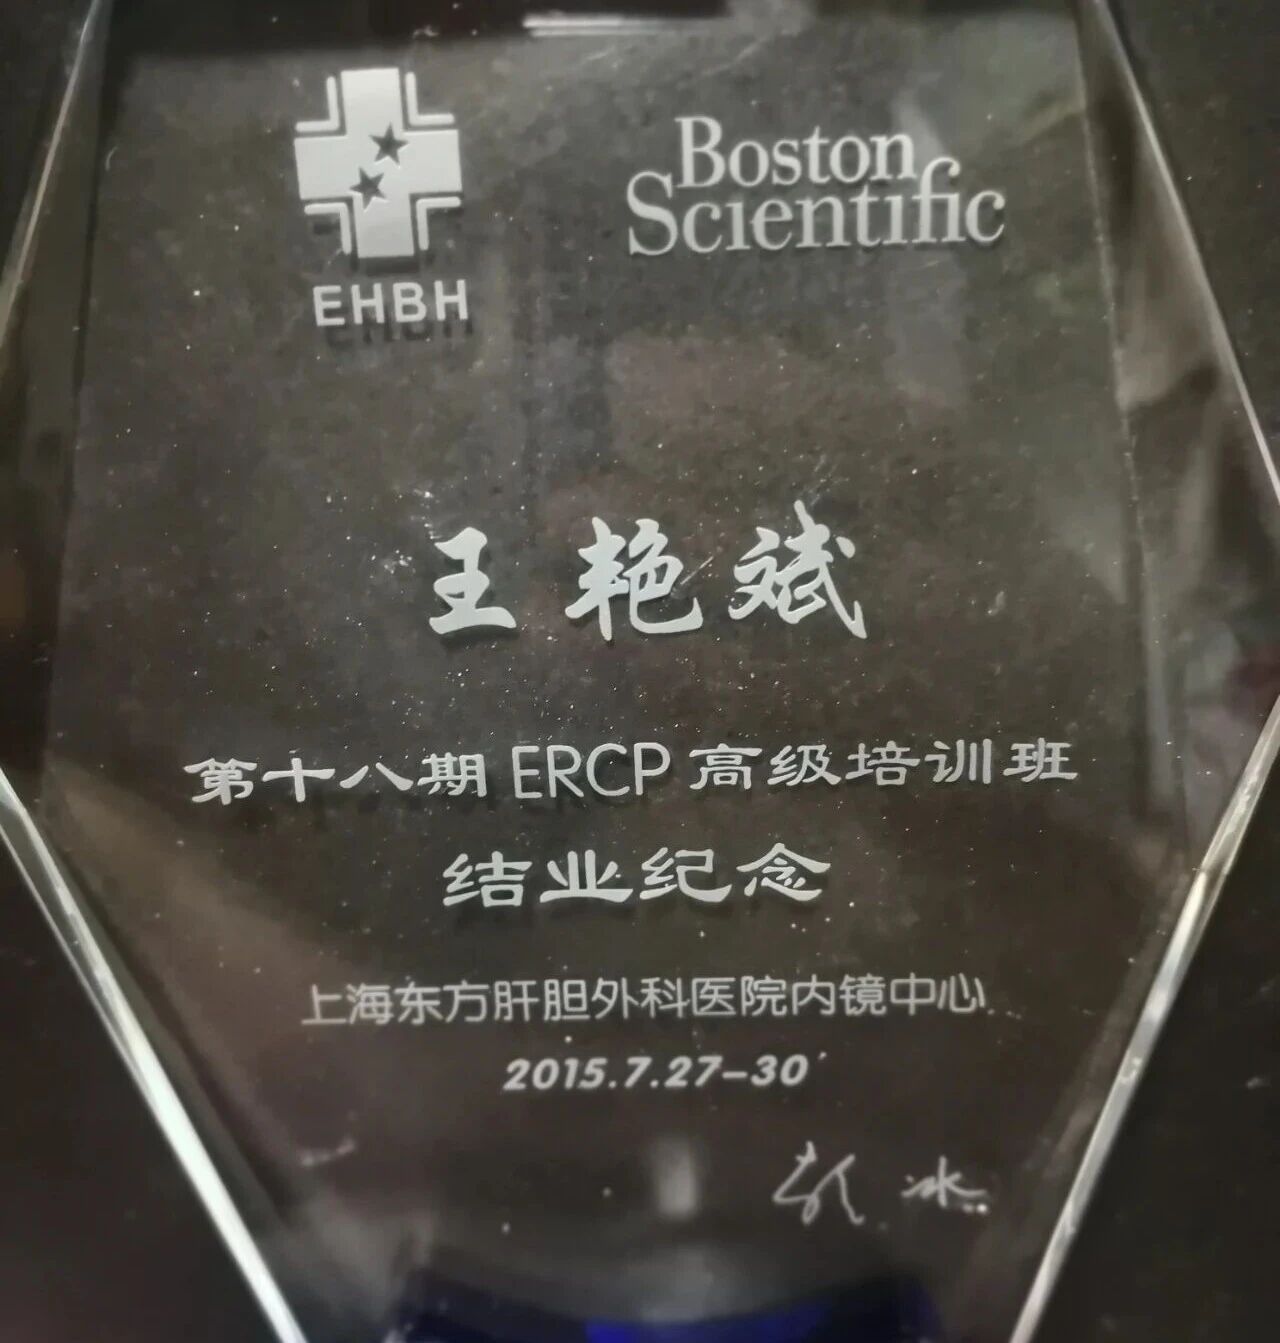 EHBH
Boston
Scientific
王艳斌
第十八期 ERCP 高级培训班
结业纪念
上海东方肝胆外科医院内镜中心
2015.7.27-30